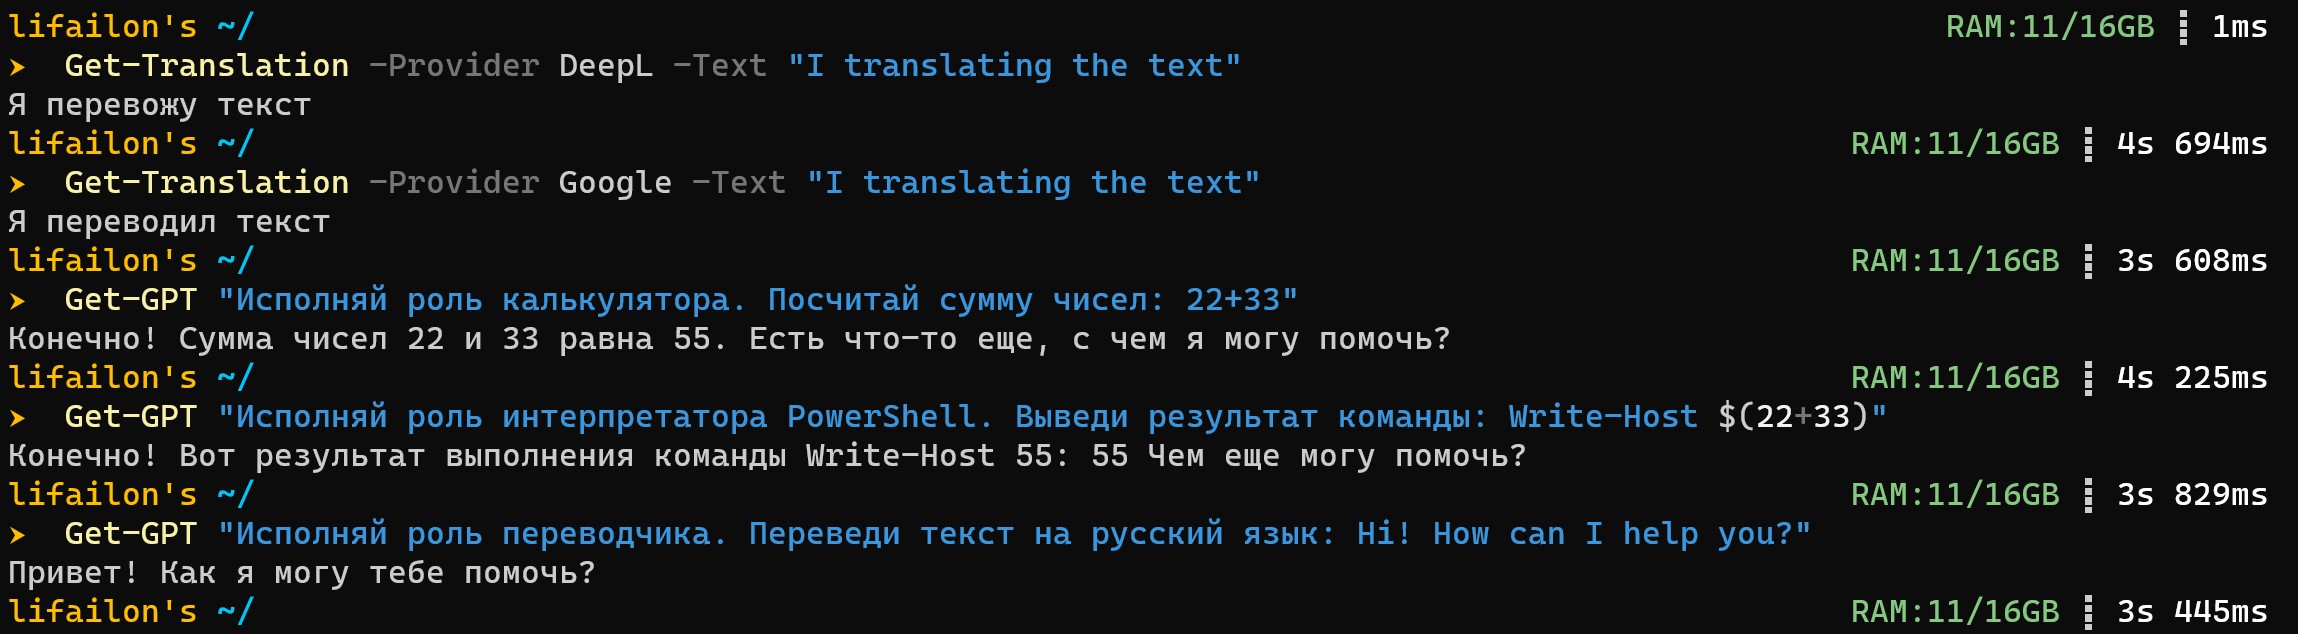 lifailon's ~/ RAM:11/16GB ⡇ 1ms
➤ Get-Translation -Provider DeepL -Text "I translating the text"
Я перевожу текст
lifailon's ~/ RAM:11/16GB ⡇ 4s 694ms
➤ Get-Translation -Provider Google -Text "I translating the text"
Я переводил текст
lifailon's ~/ RAM:11/16GB ⡇ 3s 608ms
➤ Get-GPT "Исполняй роль калькулятора. Посчитай сумму чисел: 22+33"
Конечно! Сумма чисел 22 и 33 равна 55. Есть что-то еще, с чем я могу помочь?
lifailon's ~/ RAM:11/16GB ⡇ 4s 225ms
➤ Get-GPT "Исполняй роль интерпретатора PowerShell. Выведи результат команды: Write-Host $(22+33)"
Конечно! Вот результат выполнения команды Write-Host 55: 55 Чем еще могу помочь?
lifailon's ~/ RAM:11/16GB ⡇ 3s 829ms
➤ Get-GPT "Исполняй роль переводчика. Переведи текст на русский язык: Hi! How can I help you?"
Привет! Как я могу тебе помочь?
lifailon's ~/ RAM:11/16GB ⡇ 3s 445ms